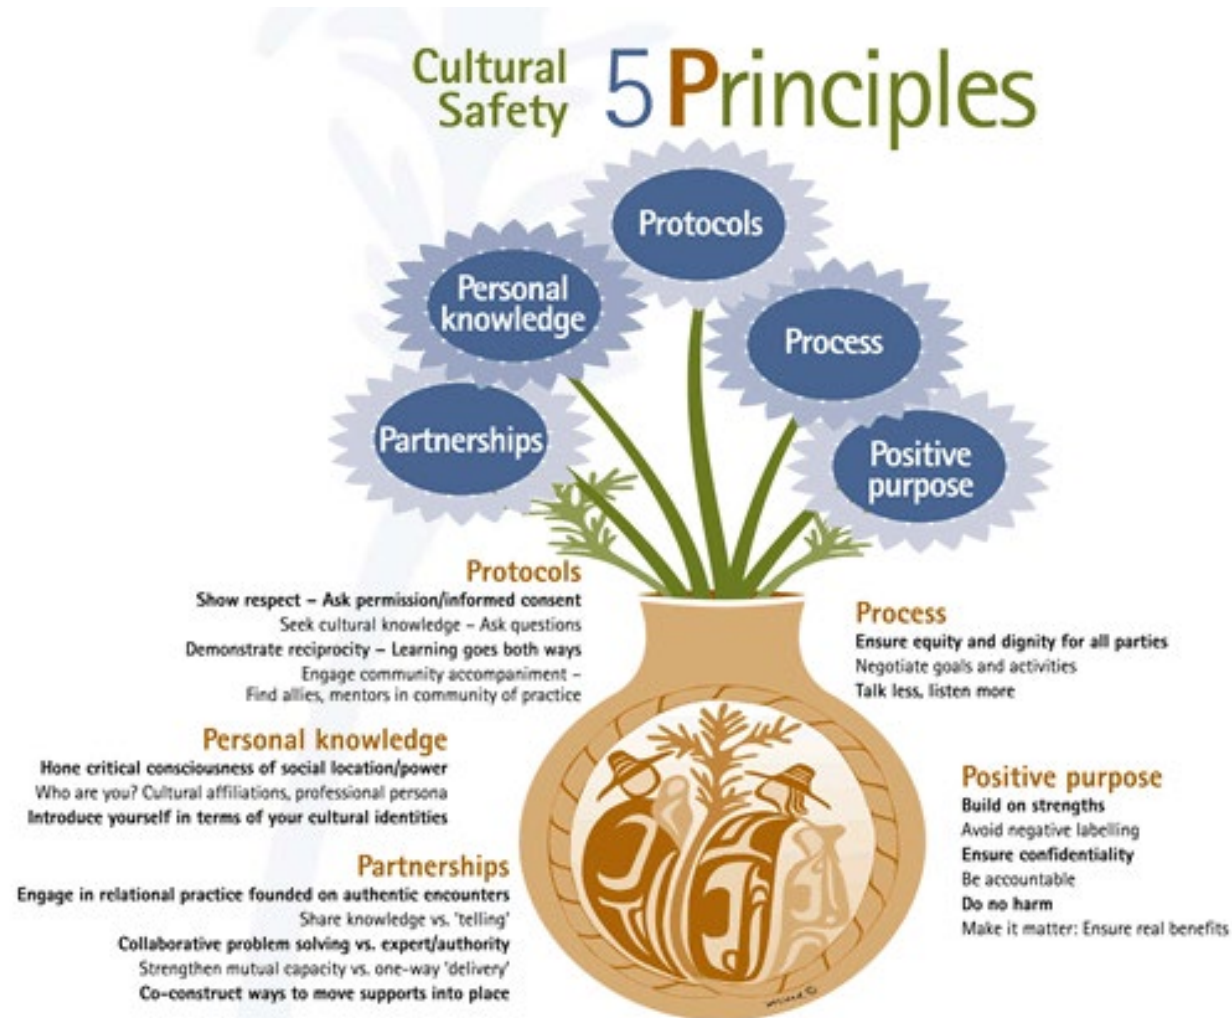 Cultural
Safety
5 Principles
Protocols
Personal
knowledge
Process
Partnerships
Positive
purpose
Protocols
Show respect – Ask permission/informed consent
Seek cultural knowledge – Ask questions
Demonstrate reciprocity – Learning goes both ways
Engage community accompaniment –
Find allies, mentors in community of practice
Personal knowledge
Hone critical consciousness of social location/power
Who are you? Cultural affiliations, professional persona
Introduce yourself in terms of your cultural identities
Partnerships
Engage in relational practice founded on authentic encounters
Share knowledge vs. 'telling'
Collaborative problem solving vs. expert/authority
Strengthen mutual capacity vs. one-way 'delivery'
Co-construct ways to move supports into place
Process
Ensure equity and dignity for all parties
Negotiate goals and activities
Talk less, listen more
Positive purpose
Build on strengths
Avoid negative labelling
Ensure confidentiality
Be accountable
Do no harm
Make it matter: Ensure real benefits